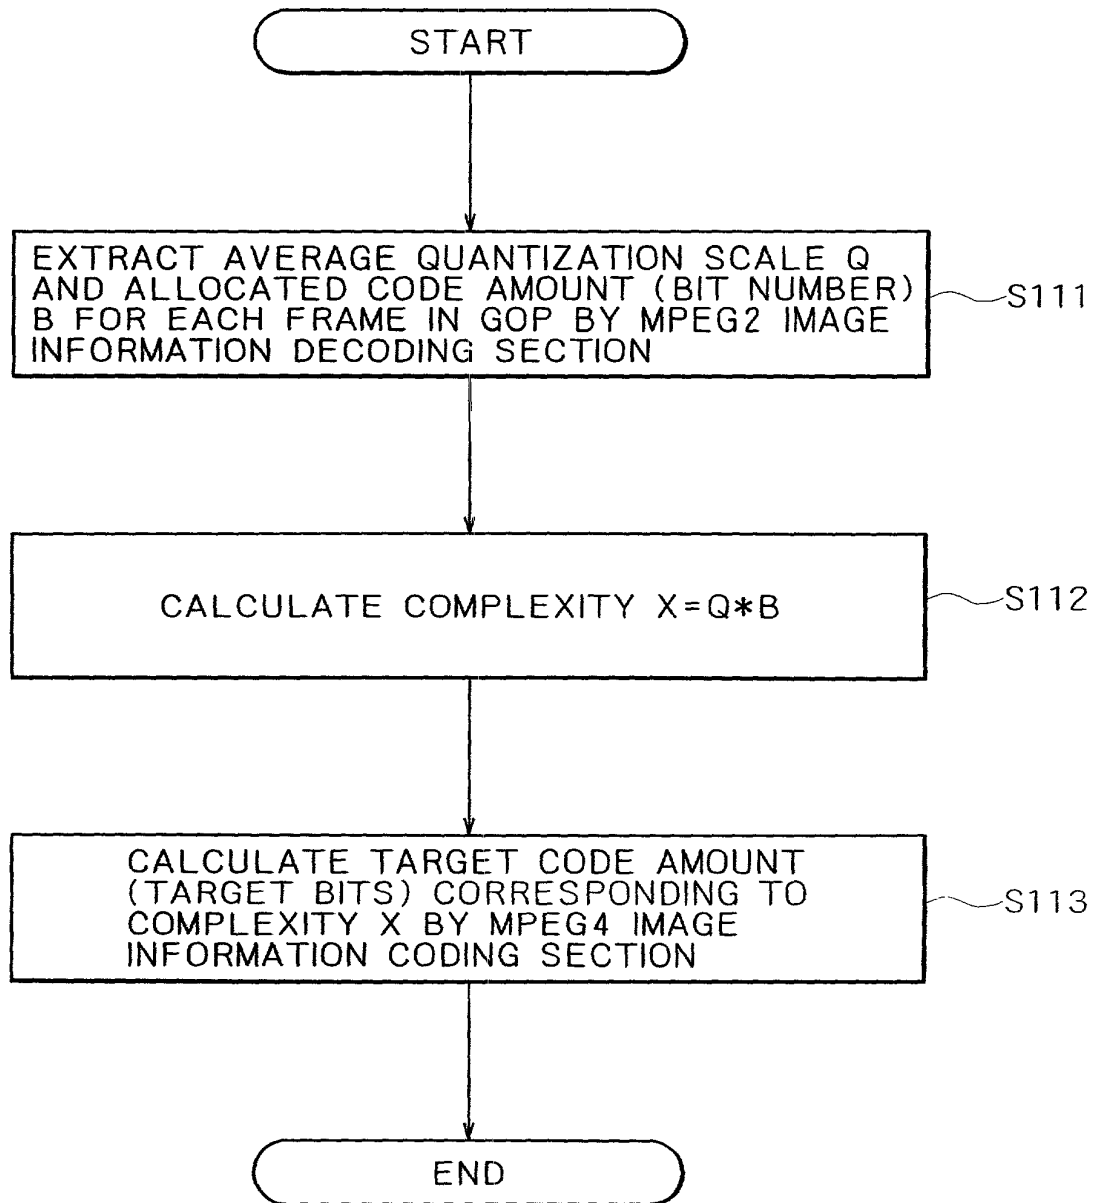 START
EXTRACT AVERAGE QUANTIZATION SCALE Q
AND ALLOCATED CODE AMOUNT (BIT NUMBER)
B FOR EACH FRAME IN GOP BY MPEG2 IMAGE
INFORMATION DECODING SECTION
S111
CALCULATE COMPLEXITY X=Q*B
S112
CALCULATE TARGET CODE AMOUNT
(TARGET BITS) CORRESPONDING TO
COMPLEXITY X BY MPEG4 IMAGE
INFORMATION CODING SECTION
S113
END